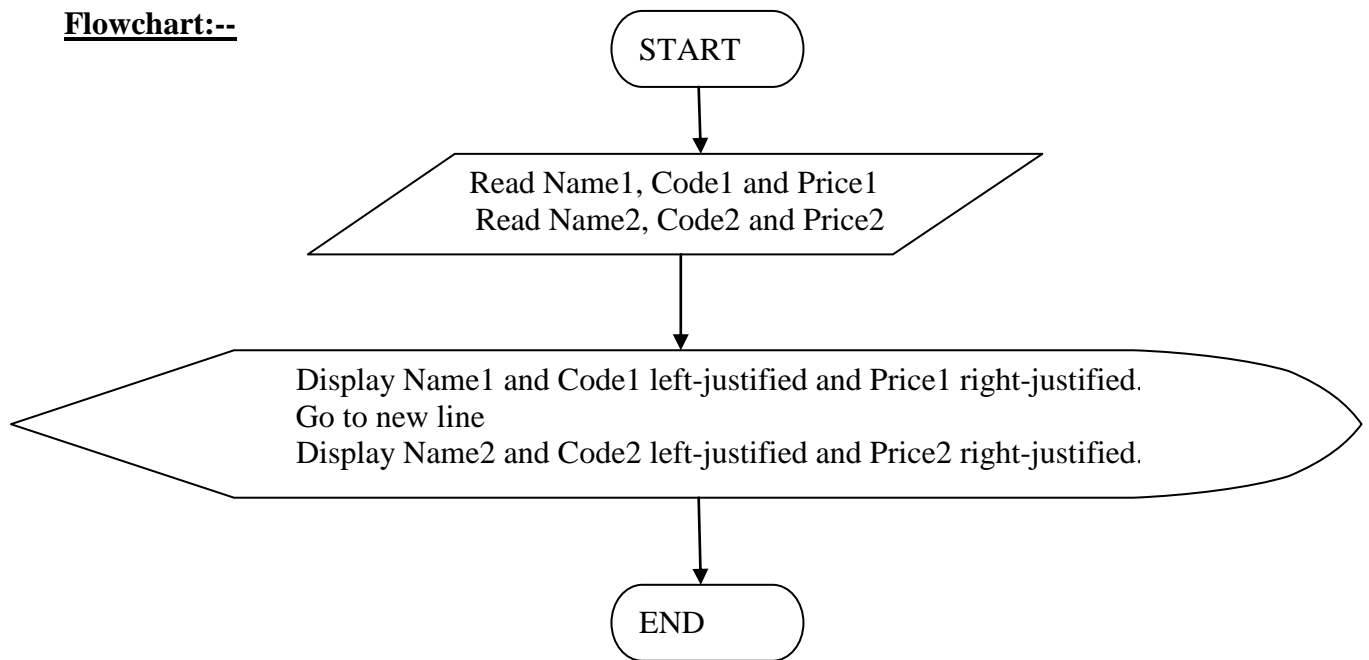 Flowchart:--
START
Read Name1, Code1 and Price1
Read Name2, Code2 and Price2
Display Name1 and Code1 left-justified and Price1 right-justified.
Go to new line
Display Name2 and Code2 left-justified and Price2 right-justified.
END